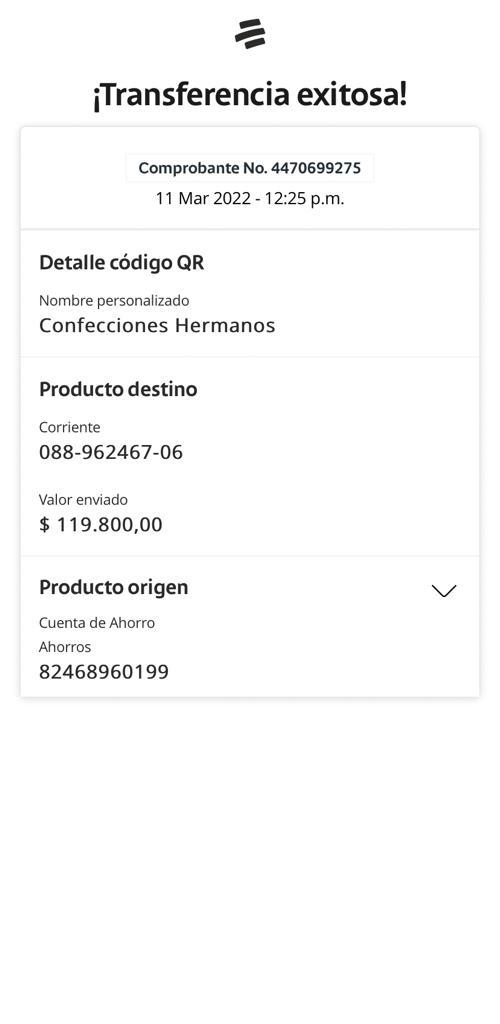 ¡Transferencia exitosa!
Comprobante No. 4470699275
11 Mar 2022 - 12:25 p.m.
Detalle código QR
Nombre personalizado
Confecciones Hermanos
Producto destino
Corriente
088-962467-06
Valor enviado
$ 119.800,00
Producto origen
Cuenta de Ahorro
Ahorros
82468960199